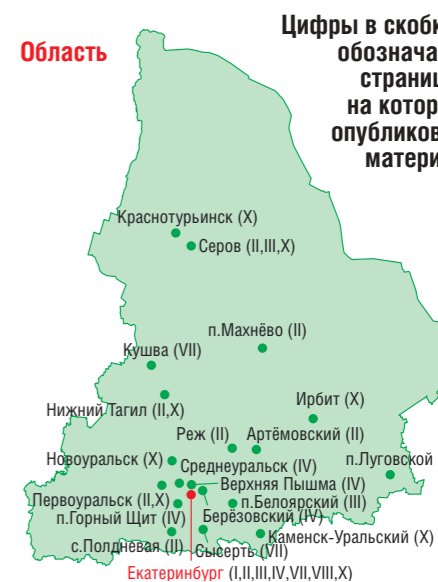 Область
Цифры в скобк
обознача
страниц
на котор
опубликов
матери
Краснотурьинск (X)
Серов (II,III,X)
п.Махнёво (II)
Кушва (VII)
Нижний Тагил (II,X)
Ирбит (X)
Реж (II)
Артёмовский (II)
Новоуральск (X)
Среднеуральск (IV)
п.Луговской
Верхняя Пышма (IV)
Первоуральск (II,X)
п.Белоярский (III)
п.Горный Щит (IV)
Берёзовский (IV)
с.Полдневая (II)
Сысерть (VII)
Каменск-Уральский (X)
Екатеринбург (I,II,III,IV,VII,VIII,X)